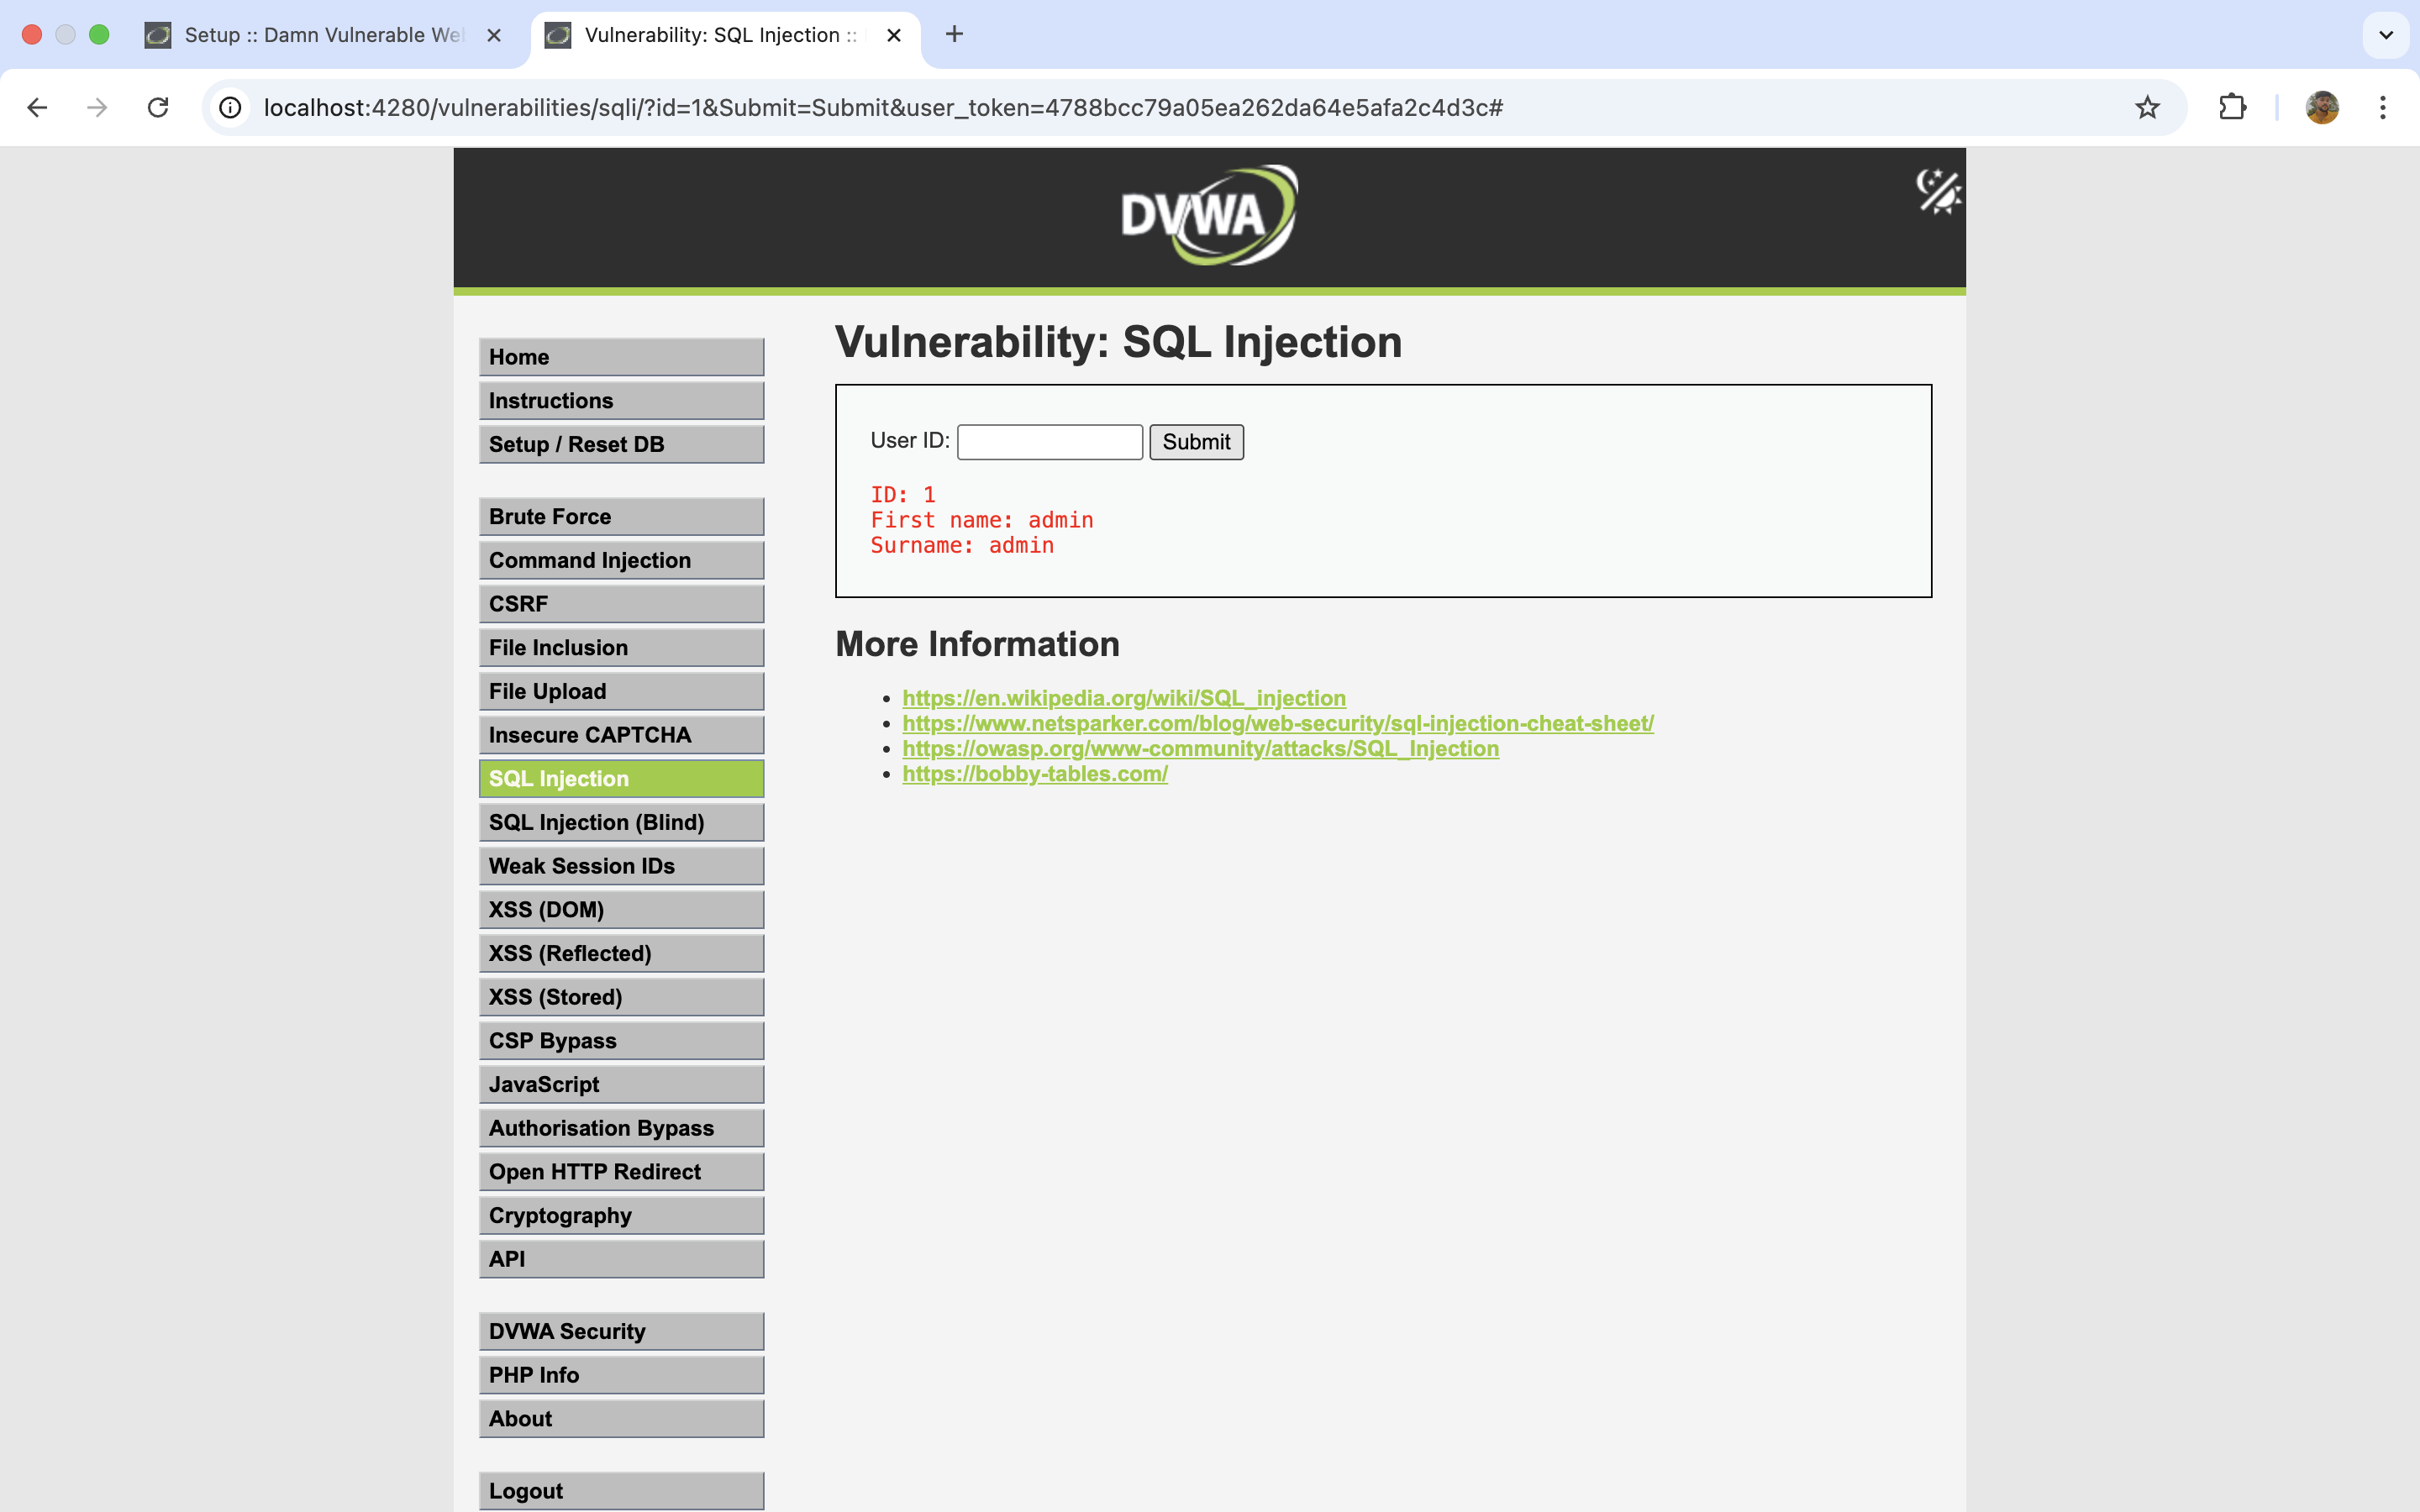 Setup :: Damn Vulnerable We
Vulnerability: SQL Injection ::
localhost:4280/vulnerabilities/sqli/?id=1&Submit=Submit&user_token=4788bcc79a05ea262da64e5afa2c4d3c#
DVWA
Home
Instructions
Setup / Reset DB
Brute Force
Command Injection
CSRF
File Inclusion
File Upload
Insecure CAPTCHA
SQL Injection
SQL Injection (Blind)
Weak Session IDs
XSS (DOM)
XSS (Reflected)
XSS (Stored)
CSP Bypass
JavaScript
Authorisation Bypass
Open HTTP Redirect
Cryptography
API
DVWA Security
PHP Info
About
Logout
Vulnerability: SQL Injection
User ID: Submit
ID: 1
First name: admin
Surname: admin
More Information
https://en.wikipedia.org/wiki/SQL_injection
https://www.netsparker.com/blog/web-security/sql-injection-cheat-sheet/
https://owasp.org/www-community/attacks/SQL_Injection
https://bobby-tables.com/